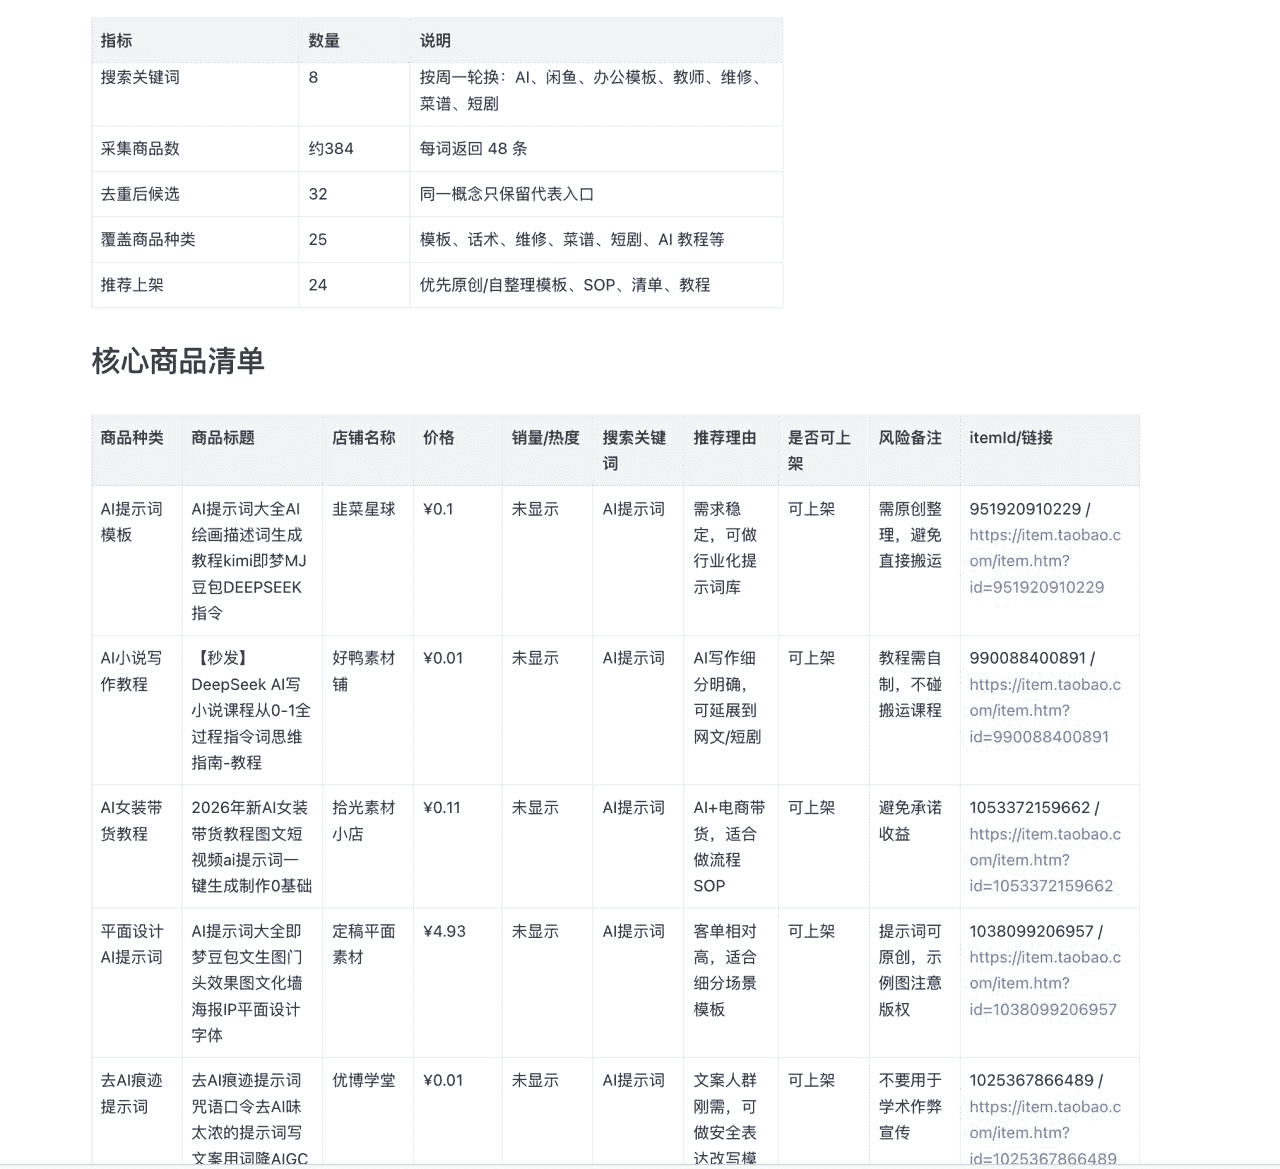 指标 数量 说明
搜索关键词 8 按周一轮换：AI、闲鱼、办公模板、教师、维修、
菜谱、短剧
采集商品数 约384 每词返回 48 条
去重后候选 32 同一概念只保留代表入口
覆盖商品种类 25 模板、话术、维修、菜谱、短剧、AI 教程等
推荐上架 24 优先原创/自整理模板、SOP、清单、教程
核心商品清单
商品种类 商品标题 店铺名称 价格 销量/热度 搜索关键 推荐理由 是否可上 风险备注 itemId/链接
词 架
AI提示词 AI提示词大全AI 韭菜星球 ¥0.1 未显示 AI提示词 需求稳 可上架 需原创整 951920910229 /
模板 绘画描述词生成 定，可做 理，避免 https://item.taobao.c
教程kimi即梦MJ 行业化提 直接搬运 om/item.htm?
豆包DEEPSEEK 示词库 id=951920910229
指令
AI小说写 【秒发】 好鸭素材 ¥0.01 未显示 AI提示词 AI写作细 可上架 教程需自 990088400891 /
作教程 DeepSeek AI写 铺 分明确， 制，不碰 https://item.taobao.c
小说课程从0-1全 可延展到 搬运课程 om/item.htm?
过程指令词思维 网文/短剧 id=990088400891
指南-教程
AI女装带 2026年新AI女装 拾光素材 ¥0.11 未显示 AI提示词 AI+电商带 可上架 避免承诺 1053372159662 /
货教程 带货教程图文短 小店 货，适合 收益 https://item.taobao.c
视频ai提示词一 做流程 om/item.htm?
键生成制作0基础 SOP id=1053372159662
平面设计 AI提示词大全即 定稿平面 ¥4.93 未显示 AI提示词 客单相对 可上架 提示词可 1038099206957 /
AI提示词 梦豆包文生图门 素材 高，适合 原创，示 https://item.taobao.c
头效果图文化墙 细分场景 例图注意 om/item.htm?
海报IP平面设计 模板 版权 id=1038099206957
字体
去AI痕迹 去AI痕迹提示词 优博学堂 ¥0.01 未显示 AI提示词 文案人群 可上架 不要用于 1025367866489 /
提示词 咒语口令去AI味 刚需，可 学术作弊 https://item.taobao.c
太浓的提示词写 做安全表 宣传 om/item.htm?
文案用词降AIGC 达改写模 id=1025367866489